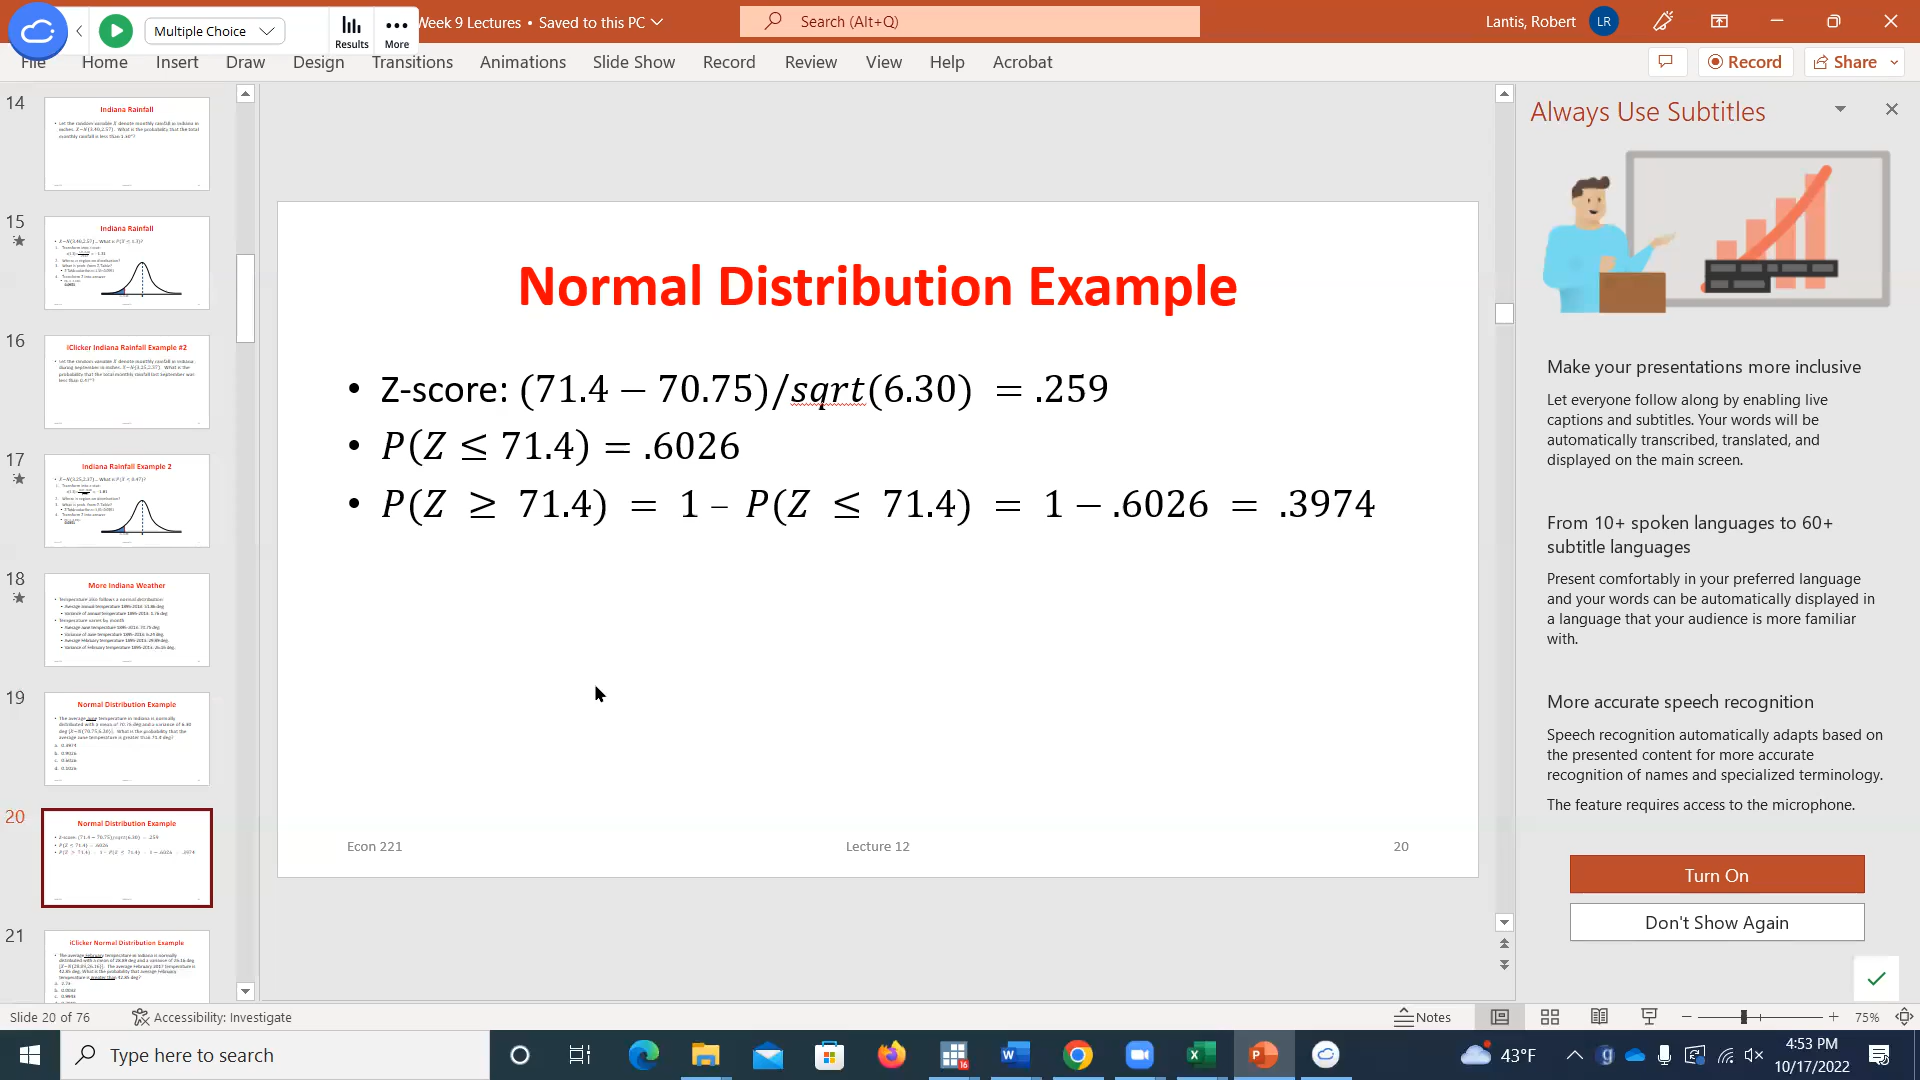 Multiple Choice
Results
More
Week 9 Lectures • Saved to this PC
Search (Alt+Q)
Lantis, Robert
LR
File
Home
Insert
Draw
Design
Transitions
Animations
Slide Show
Record
Review
View
Help
Acrobat
Record
Share
14
Indiana Rainfall
15
Indiana Rainfall
16
iClicker Indiana Rainfall Example #2
17
Indiana Rainfall Example 2
18
More Indiana Weather
19
Normal Distribution Example
20
Normal Distribution Example
21
iClicker Normal Distribution Example
Normal Distribution Example
• Z-score: (71.4 − 70.75)/sqrt(6.30) = .259
• P(Z ≤ 71.4) = .6026
• P(Z ≥ 71.4) = 1 – P(Z ≤ 71.4) = 1 − .6026 = .3974
Econ 221
Lecture 12
20
Always Use Subtitles
Make your presentations more inclusive
Let everyone follow along by enabling live
captions and subtitles. Your words will be
automatically transcribed, translated, and
displayed on the main screen.
From 10+ spoken languages to 60+
subtitle languages
Present comfortably in your preferred language
and your words can be automatically displayed in
a language that your audience is more familiar
with.
More accurate speech recognition
Speech recognition automatically adapts based on
the presented content for more accurate
recognition of names and specialized terminology.
The feature requires access to the microphone.
Turn On
Don't Show Again
Slide 20 of 76
Accessibility: Investigate
Notes
75%
Type here to search
43°F
4:53 PM
10/17/2022